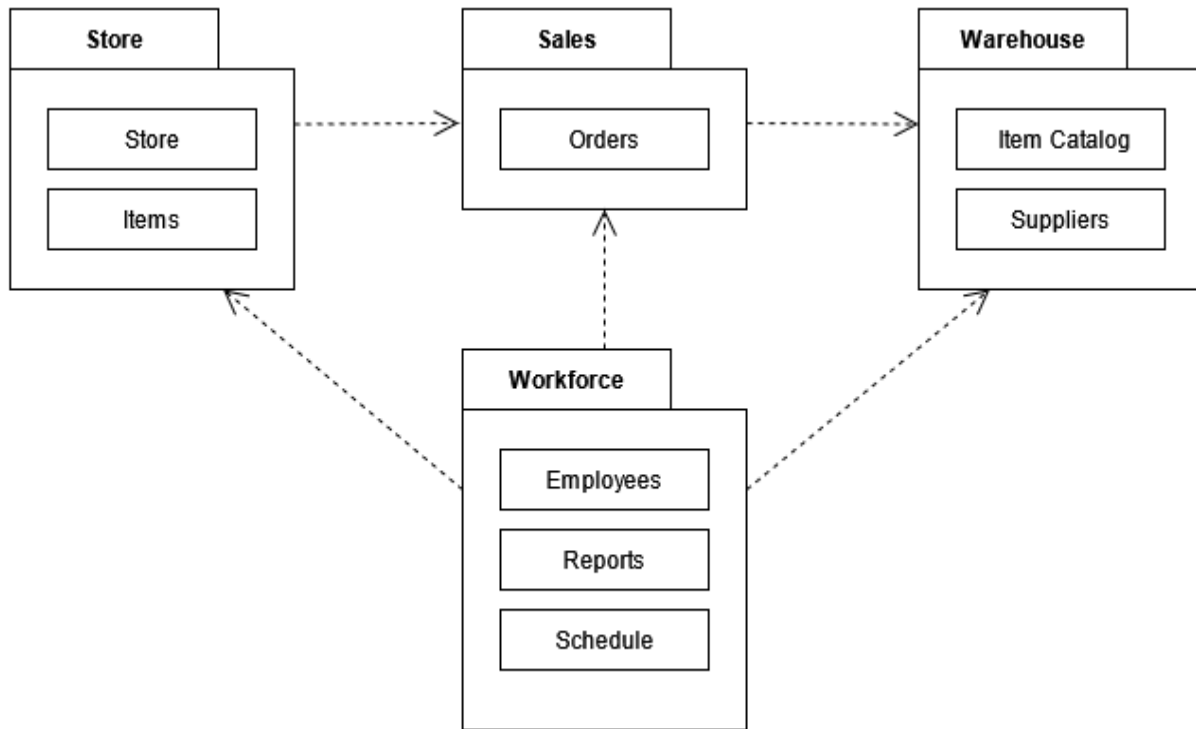 Store
Store
Items
Sales
Orders
Warehouse
Item Catalog
Suppliers
Workforce
Employees
Reports
Schedule